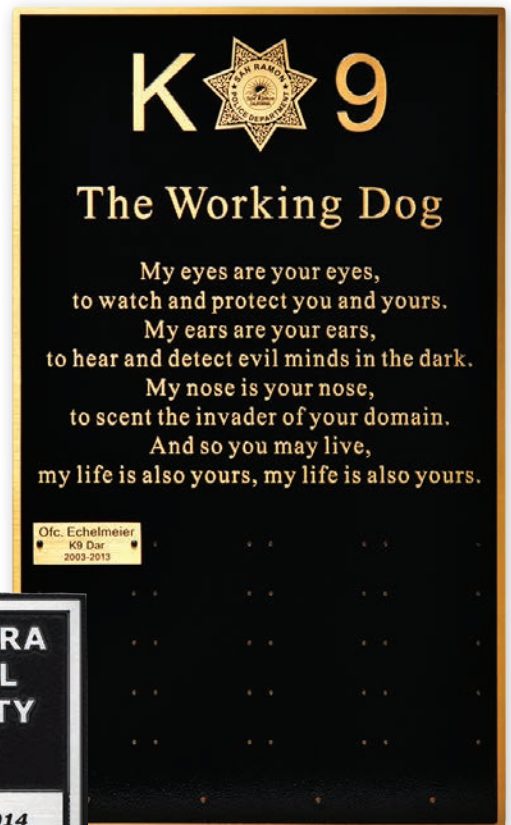 K 9
SAN RAMON
POLICE DEPARTMENT
The Working Dog
My eyes are your eyes,
to watch and protect you and yours.
My ears are your ears,
to hear and detect evil minds in the dark.
My nose is your nose,
to scent the invader of your domain.
And so you may live,
my life is also yours, my life is also yours.
Ofc. Echelmeier
K9 Dar
2003-2013
RA
L
TY
014